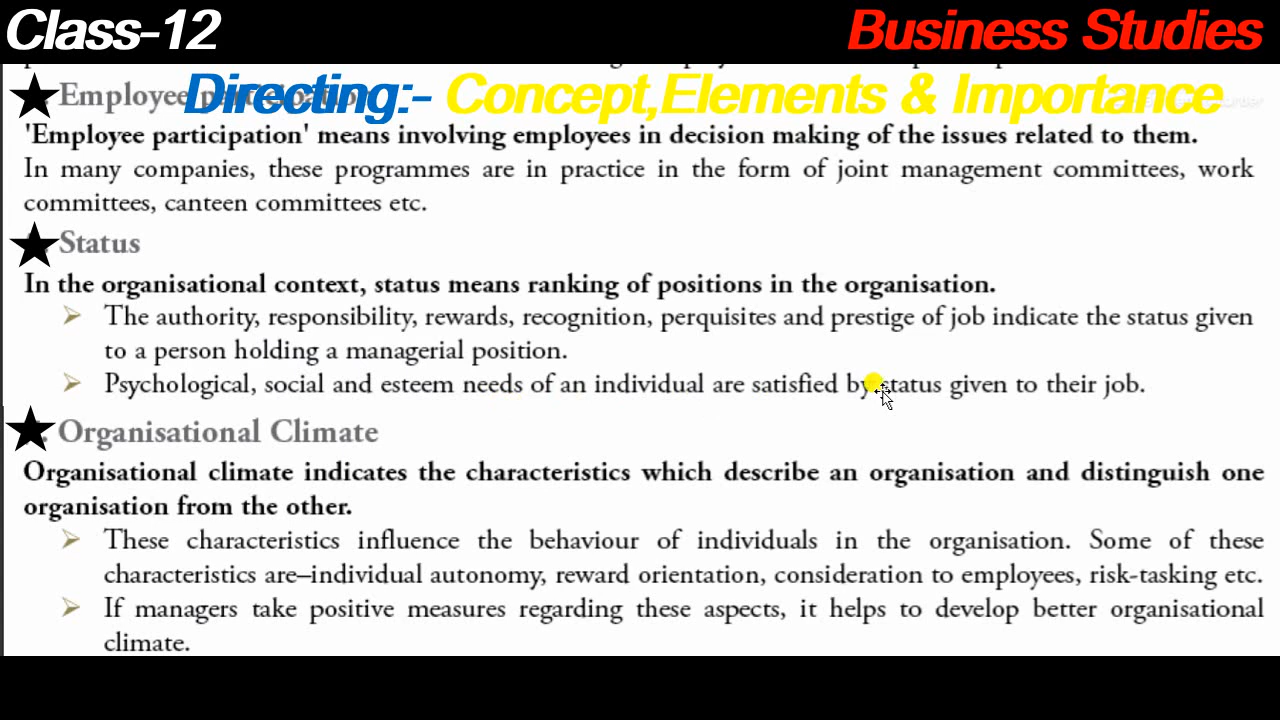 Class-12
Business Studies
Directing:- Concept,Elements & Importance
Employee
'Employee participation' means involving employees in decision making of the issues related to them.
In many companies, these programmes are in practice in the form of joint management committees, work
committees, canteen committees etc.
Status
In the organisational context, status means ranking of positions in the organisation.
The authority, responsibility, rewards, recognition, perquisites and prestige of job indicate the status given
to a person holding a managerial position.
Psychological, social and esteem needs of an individual are satisfied by status given to their job.
Organisational Climate
Organisational climate indicates the characteristics which describe an organisation and distinguish one
organisation from the other.
These characteristics influence the behaviour of individuals in the organisation. Some of these
characteristics are–individual autonomy, reward orientation, consideration to employees, risk-tasking etc.
If managers take positive measures regarding these aspects, it helps to develop better organisational
climate.